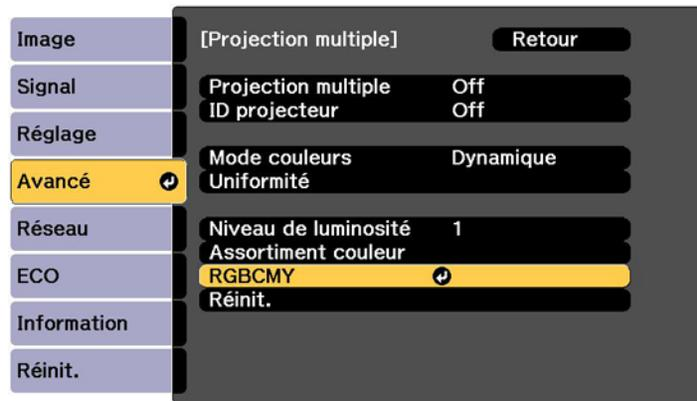 Image
Signal
Réglage
Avancé
Réseau
ECO
Information
Réinit.
[Projection multiple] Retour
Projection multiple Off
ID projecteur Off
Mode couleurs Dynamique
Uniformité
Niveau de luminosité 1
Assortiment couleur
RGBCMY
Réinit.